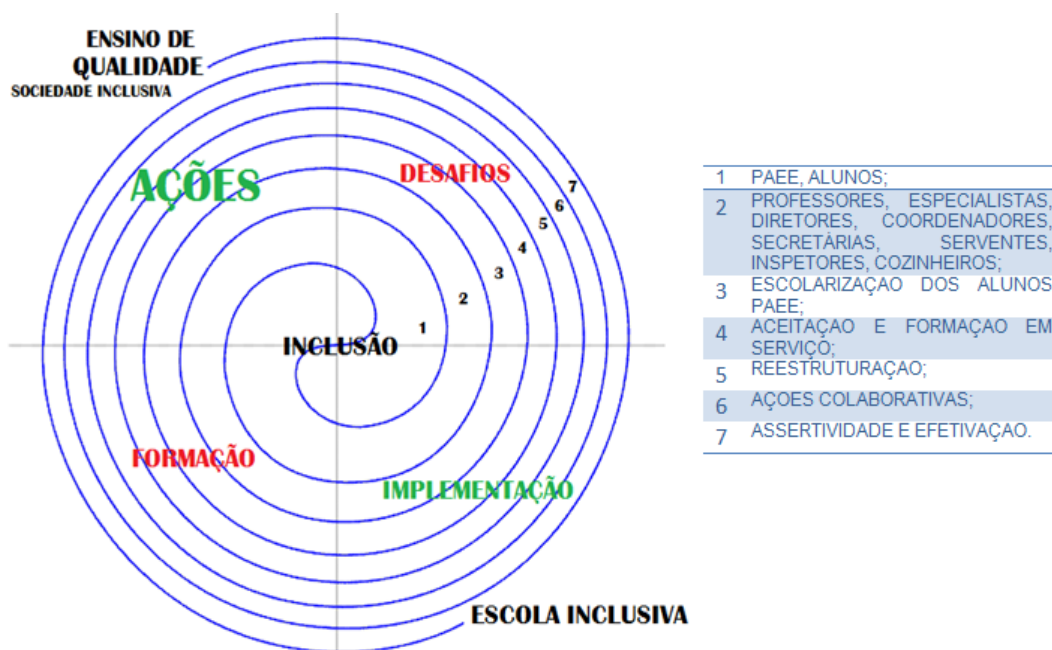 ENSINO DE
QUALIDADE
SOCIEDADE INCLUSIVA
AÇÕES
DESAFIOS
7
6
5
4
3
2
1
INCLUSÃO
FORMAÇÃO
IMPLEMENTAÇÃO
ESCOLA INCLUSIVA
1 PAEE, ALUNOS;
2 PROFESSORES, ESPECIALISTAS,
DIRETORES, COORDENADORES,
SECRETÁRIAS, SERVENTES,
INSPETORES, COZINHEIROS;
3 ESCOLARIZAÇAO DOS ALUNOS
PAEE;
4 ACEITAÇAO E FORMAÇAO EM
SERVIÇO;
5 REESTRUTURAÇAO;
6 AÇOES COLABORATIVAS;
7 ASSERTIVIDADE E EFETIVAÇAO.